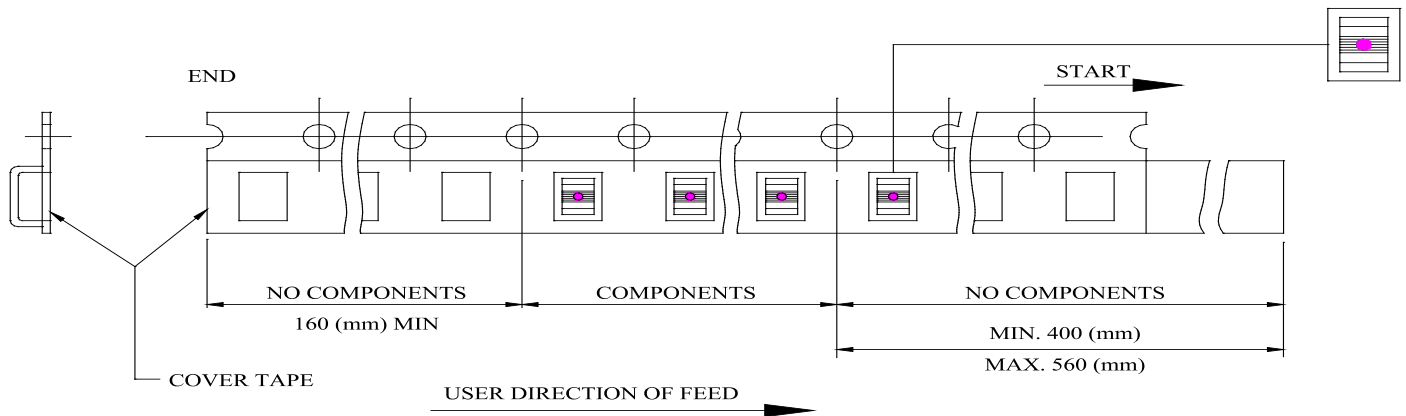 END
START
NO COMPONENTS
COMPONENTS
NO COMPONENTS
160 (mm) MIN
MIN. 400 (mm)
MAX. 560 (mm)
COVER TAPE
USER DIRECTION OF FEED